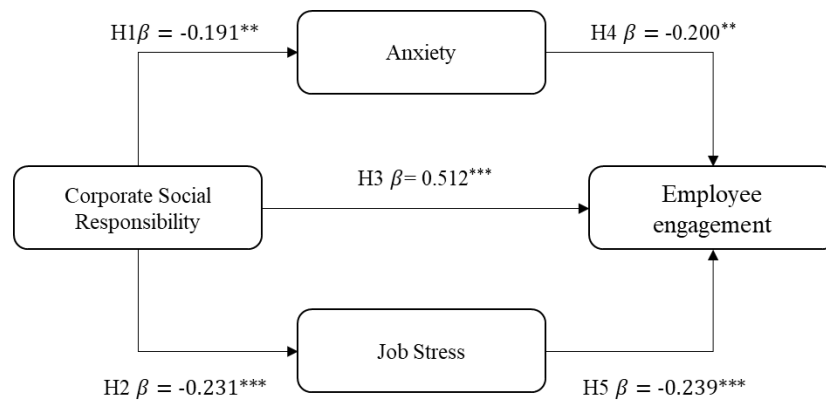 H1β = -0.191**
H4 β = -0.200**
Anxiety
H3 β= 0.512***
Corporate Social
Responsibility
Employee
engagement
Job Stress
H2 β = -0.231***
H5 β = -0.239***